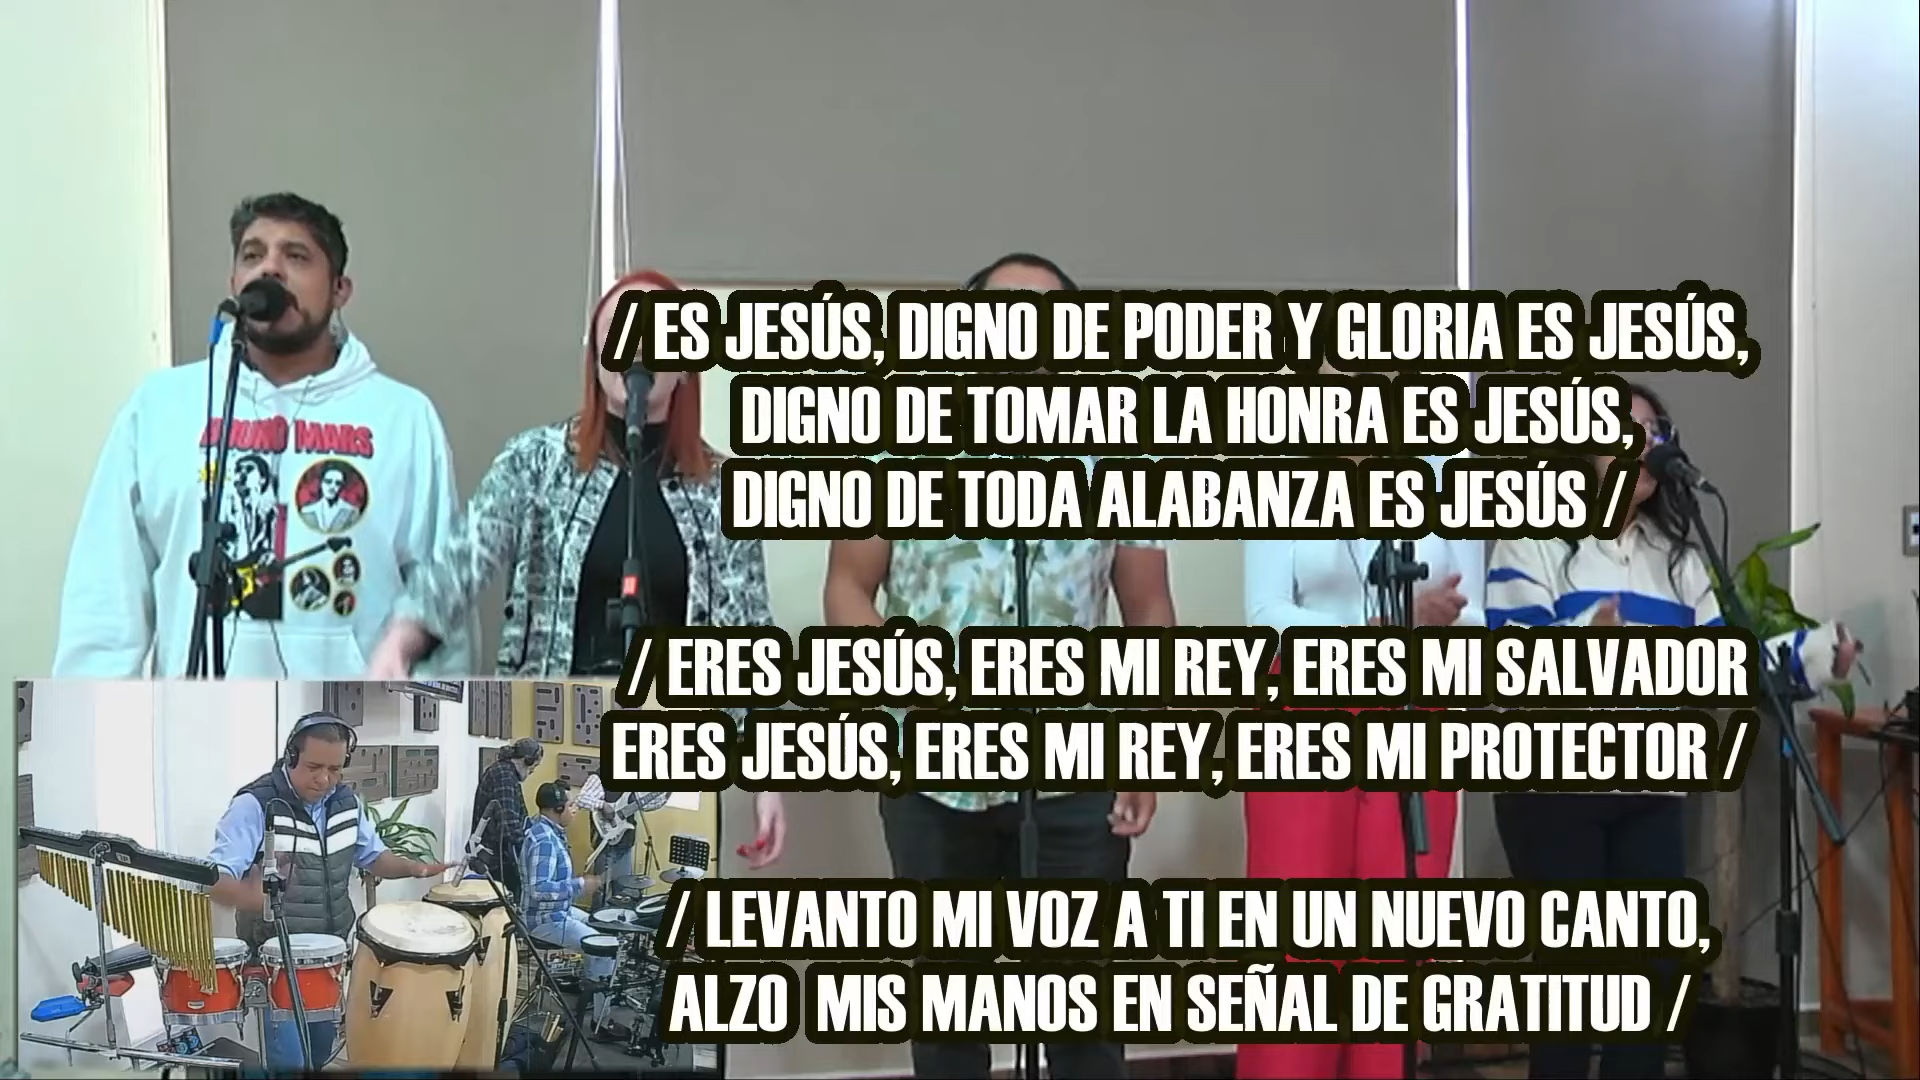 BRUNO MARS
/ ES JESÚS, DIGNO DE PODER Y GLORIA ES JESÚS,
DIGNO DE TOMAR LA HONRA ES JESÚS,
DIGNO DE TODA ALABANZA ES JESÚS /
/ ERES JESÚS, ERES MI REY, ERES MI SALVADOR
ERES JESÚS, ERES MI REY, ERES MI PROTECTOR /
/ LEVANTO MI VOZ A TI EN UN NUEVO CANTO,
ALZO MIS MANOS EN SEÑAL DE GRATITUD /